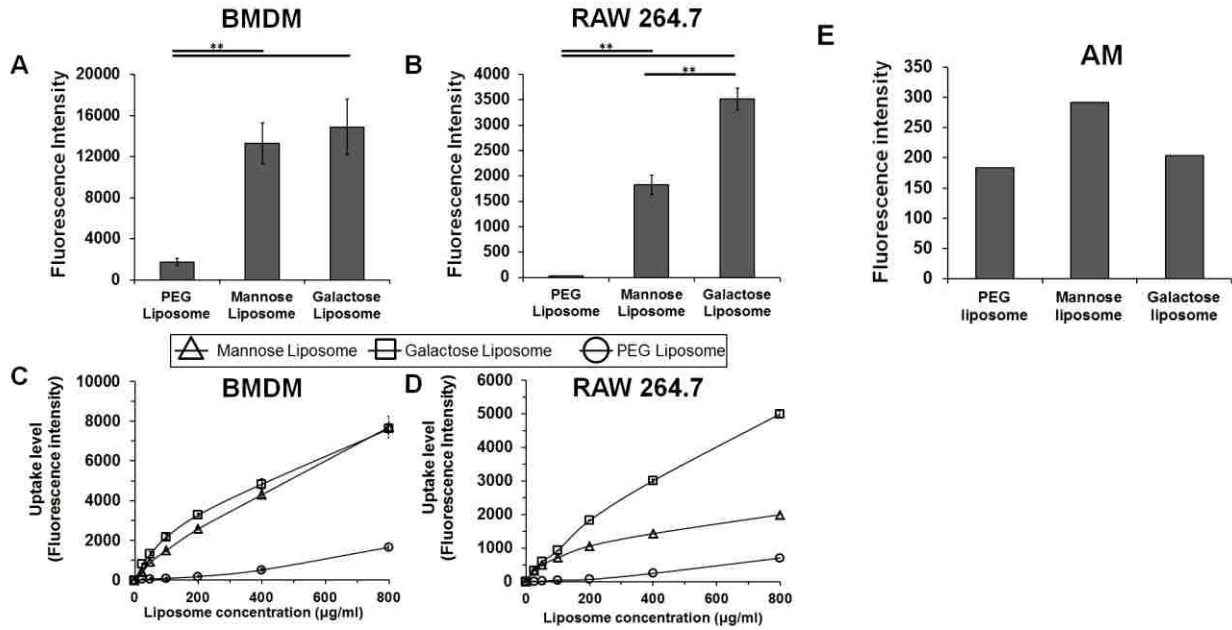 BMDM
A
**
Fluorescence Intensity
20000
16000
12000
8000
4000
0
PEG Liposome
Mannose Liposome
Galactose Liposome
RAW 264.7
B
**
**
Fluorescence Intensity
4000
3500
3000
2500
2000
1500
1000
500
0
PEG Liposome
Mannose Liposome
Galactose Liposome
E
AM
Fluorescence intensity
350
300
250
200
150
100
50
0
PEG liposome
Mannose liposome
Galactose liposome
Mannose Liposome
Galactose Liposome
PEG Liposome
C
BMDM
Uptake level
(Fluorescence intensity)
10000
8000
6000
4000
2000
0
0 200 400 600 800
Liposome concentration (µg/ml)
D
RAW 264.7
Uptake level
(Fluorescence Intensity)
6000
5000
4000
3000
2000
1000
0
0 200 400 600 800
Liposome concentration (µg/ml)